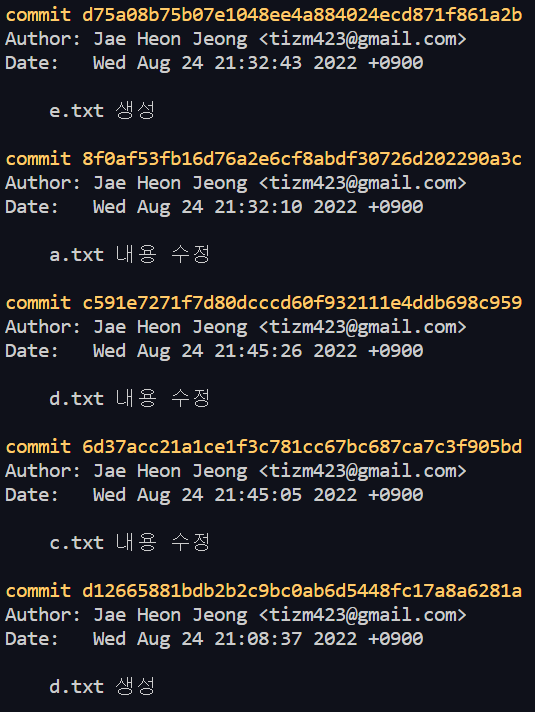 commit d75a08b75b07e1048ee4a884024ecd871f861a2b
Author: Jae Heon Jeong <tizm423@gmail.com>
Date:   Wed Aug 24 21:32:43 2022 +0900
e.txt 생성
commit 8f0af53fb16d76a2e6cf8abdf30726d202290a3c
Author: Jae Heon Jeong <tizm423@gmail.com>
Date:   Wed Aug 24 21:32:10 2022 +0900
a.txt 내용 수정
commit c591e7271f7d80dcccd60f932111e4ddb698c959
Author: Jae Heon Jeong <tizm423@gmail.com>
Date:   Wed Aug 24 21:45:26 2022 +0900
d.txt 내용 수정
commit 6d37acc21a1ce1f3c781cc67bc687ca7c3f905bd
Author: Jae Heon Jeong <tizm423@gmail.com>
Date:   Wed Aug 24 21:45:05 2022 +0900
c.txt 내용 수정
commit d12665881bdb2b2c9bc0ab6d5448fc17a8a6281a
Author: Jae Heon Jeong <tizm423@gmail.com>
Date:   Wed Aug 24 21:08:37 2022 +0900
d.txt 생성